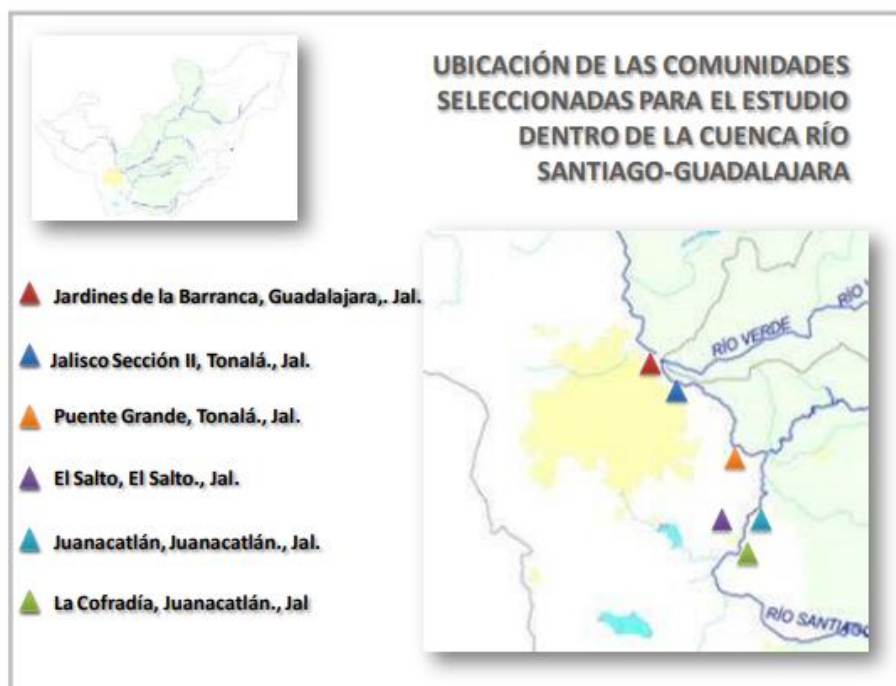 UBICACIÓN DE LAS COMUNIDADES
SELECCIONADAS PARA EL ESTUDIO
DENTRO DE LA CUENCA RÍO
SANTIAGO-GUADALAJARA
Jardines de la Barranca, Guadalajara,. Jal.
Jalisco Sección II, Tonalá., Jal.
Puente Grande, Tonalá., Jal.
El Salto, El Salto., Jal.
Juanacatlán, Juanacatlán., Jal.
La Cofradía, Juanacatlán., Jal
RÍO VERDE
RÍO
RÍO SANTIAGO